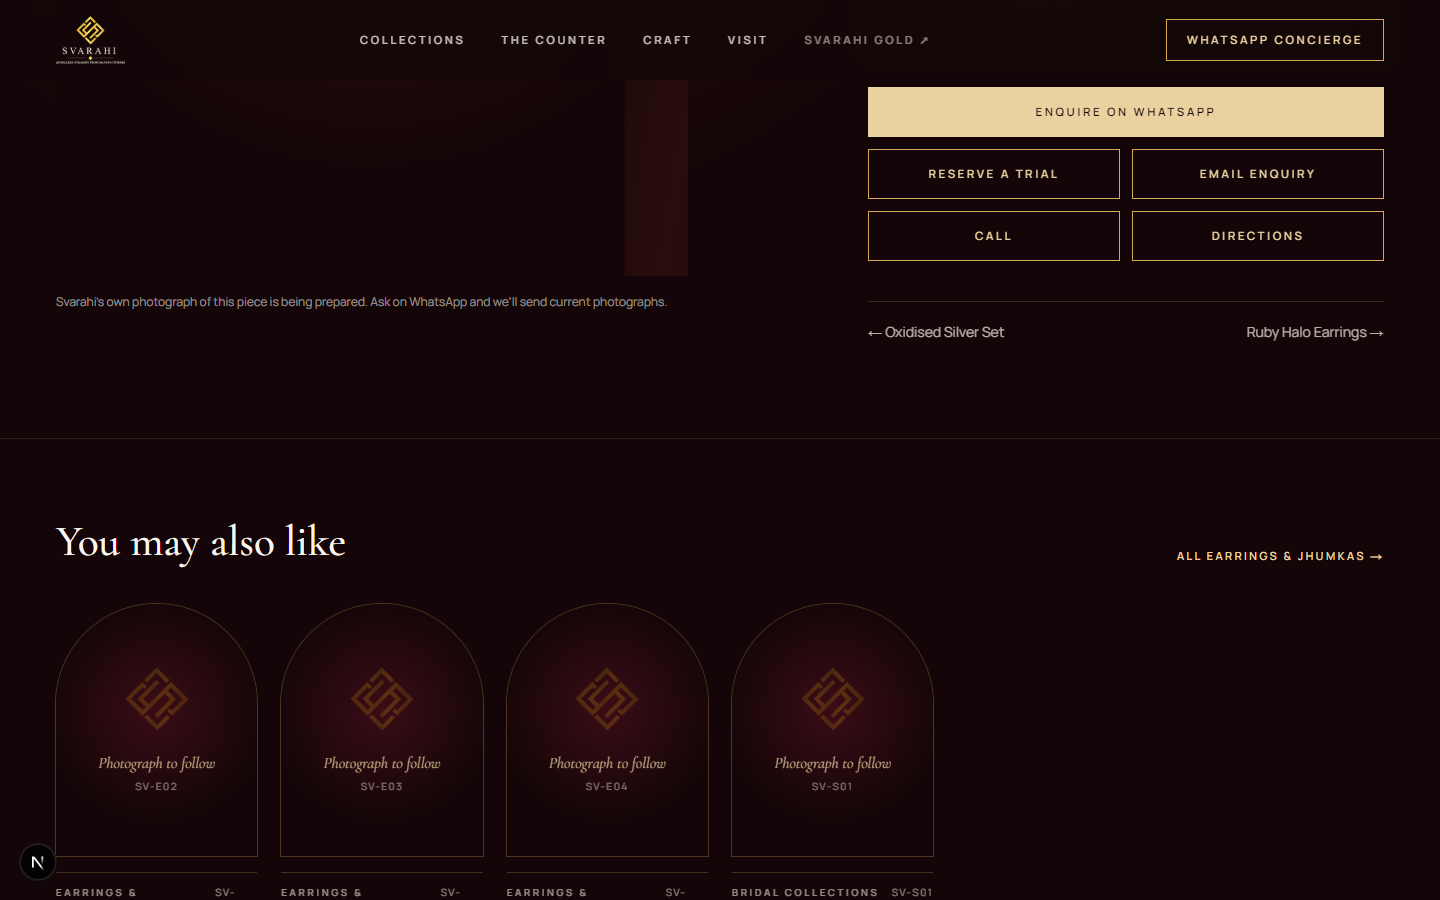 SVARAHI
JEWELLERY STRAIGHT FROM MANUFACTURERS
COLLECTIONS
THE COUNTER
CRAFT
VISIT
SVARAHI GOLD ↗
WHATSAPP CONCIERGE
ENQUIRE ON WHATSAPP
RESERVE A TRIAL
EMAIL ENQUIRY
CALL
DIRECTIONS
Svarahi's own photograph of this piece is being prepared. Ask on WhatsApp and we'll send current photographs.
← Oxidised Silver Set
Ruby Halo Earrings →
You may also like
ALL EARRINGS & JHUMKAS →
Photograph to follow
SV-E02
Photograph to follow
SV-E03
Photograph to follow
SV-E04
Photograph to follow
SV-S01
EARRINGS &
SV-
EARRINGS &
SV-
EARRINGS &
SV-
BRIDAL COLLECTIONS
SV-S01
N